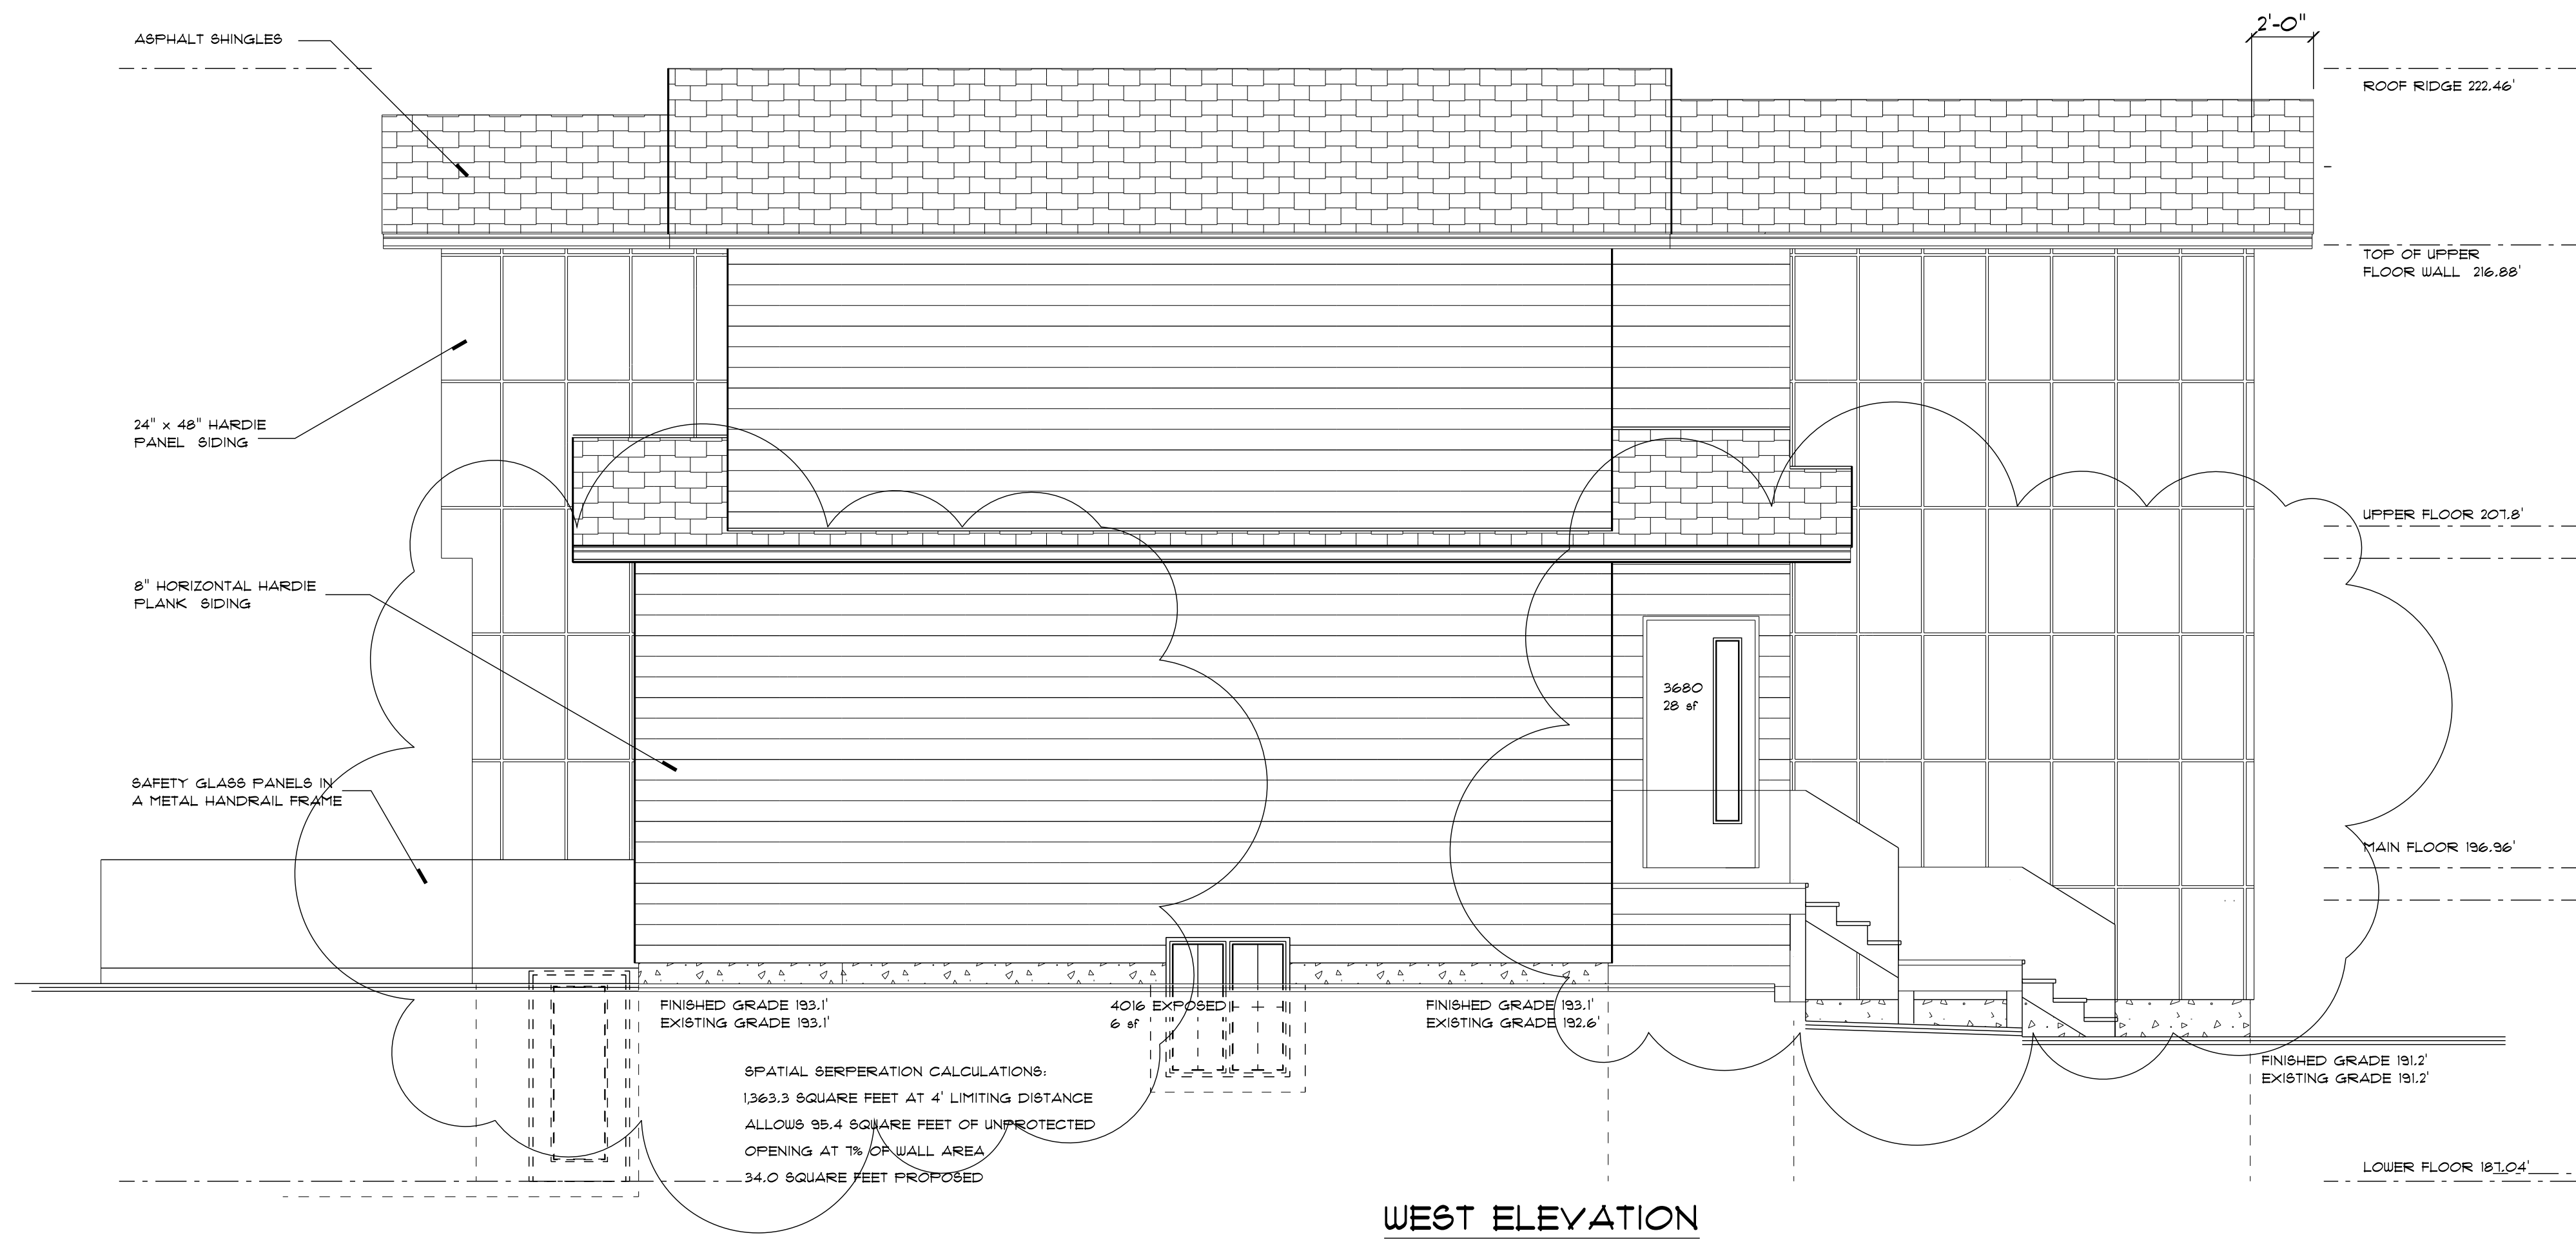 2'-0"
ASPHALT SHINGLES
ROOF RIDGE 222.46'
TOP OF UPPER
FLOOR WALL 216.88'
24" x 48" HARDIE
PANEL SIDING
UPPER FLOOR 207.8'
8" HORIZONTAL HARDIE
PLANK SIDING
3680
28 sf
SAFETY GLASS PANELS IN
A METAL HANDRAIL FRAME
MAIN FLOOR 196.96'
FINISHED GRADE 193.1'
EXISTING GRADE 193.1'
4016 EXPOSED
6 sf
FINISHED GRADE 193.1'
EXISTING GRADE 192.6'
FINISHED GRADE 191.2'
EXISTING GRADE 191.2'
SPATIAL SERPERATION CALCULATIONS:
1,363.3 SQUARE FEET AT 4' LIMITING DISTANCE
ALLOWS 95.4 SQUARE FEET OF UNPROTECTED
OPENING AT 7% OF WALL AREA
34.0 SQUARE FEET PROPOSED
LOWER FLOOR 187.04'
WEST ELEVATION